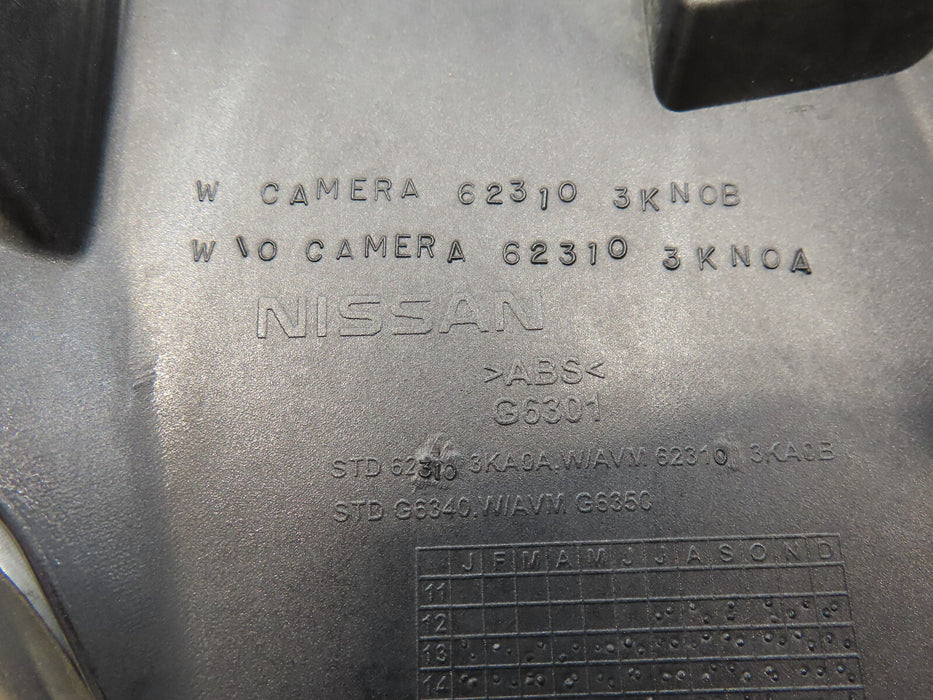 W CAMERA 62310 3KN0B
W\O CAMERA 62310 3KN0A
NISSAN
>ABS<
G6301
STD 62310 3KA0A.W/AVM 62310 3KA0B
STD G6340.W/AVM G6350
J F M A M J J A S O N D
11
12
13
14